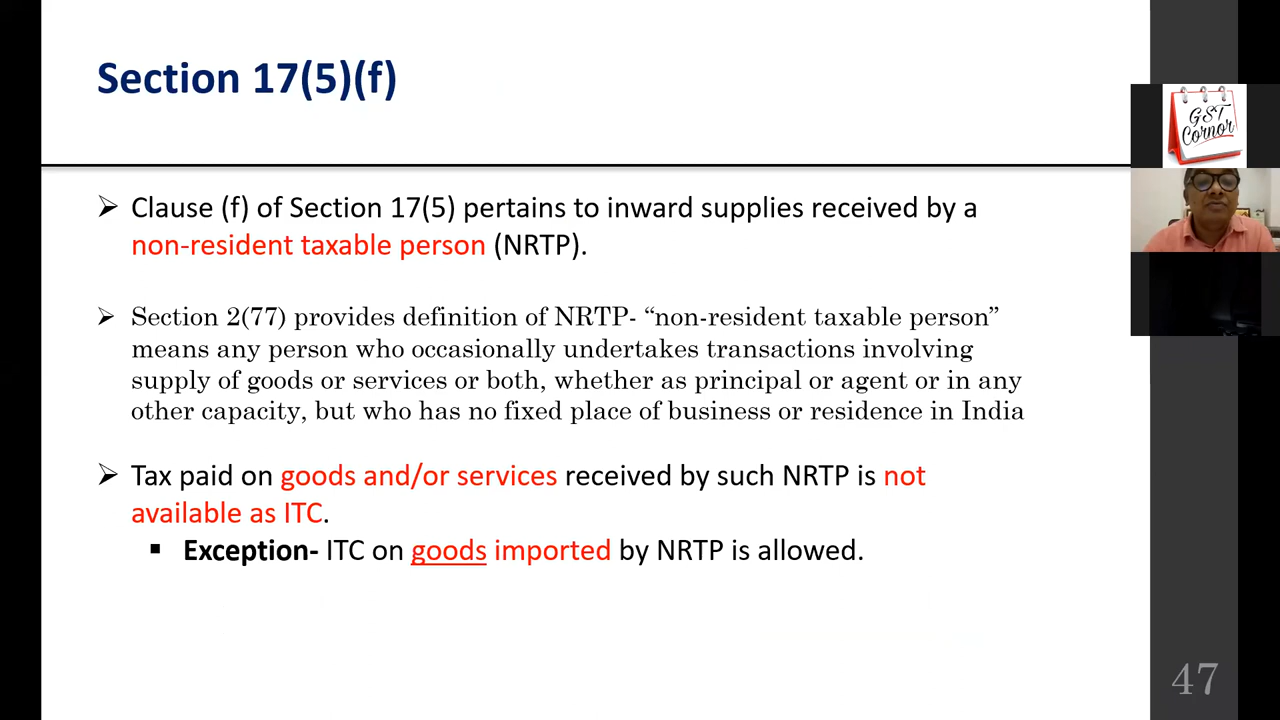 Section 17(5)(f)
GST
Cornor
Clause (f) of Section 17(5) pertains to inward supplies received by a
non-resident taxable person (NRTP).
Section 2(77) provides definition of NRTP- “non-resident taxable person”
means any person who occasionally undertakes transactions involving
supply of goods or services or both, whether as principal or agent or in any
other capacity, but who has no fixed place of business or residence in India
Tax paid on goods and/or services received by such NRTP is not
available as ITC.
Exception- ITC on goods imported by NRTP is allowed.
47